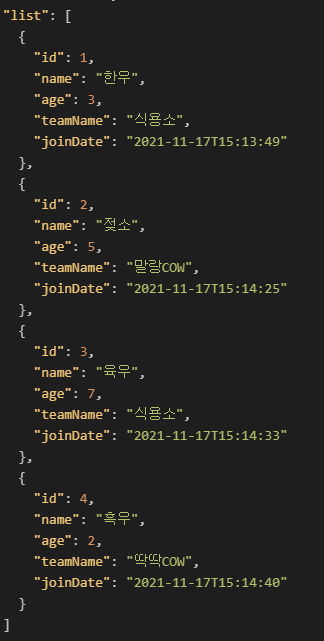 "list": [
  {
    "id": 1,
    "name": "한우",
    "age": 3,
    "teamName": "식용소",
    "joinDate": "2021-11-17T15:13:49"
  },
  {
    "id": 2,
    "name": "젖소",
    "age": 5,
    "teamName": "말랑COW",
    "joinDate": "2021-11-17T15:14:25"
  },
  {
    "id": 3,
    "name": "육우",
    "age": 7,
    "teamName": "식용소",
    "joinDate": "2021-11-17T15:14:33"
  },
  {
    "id": 4,
    "name": "흑우",
    "age": 2,
    "teamName": "딱딱COW",
    "joinDate": "2021-11-17T15:14:40"
  }
]